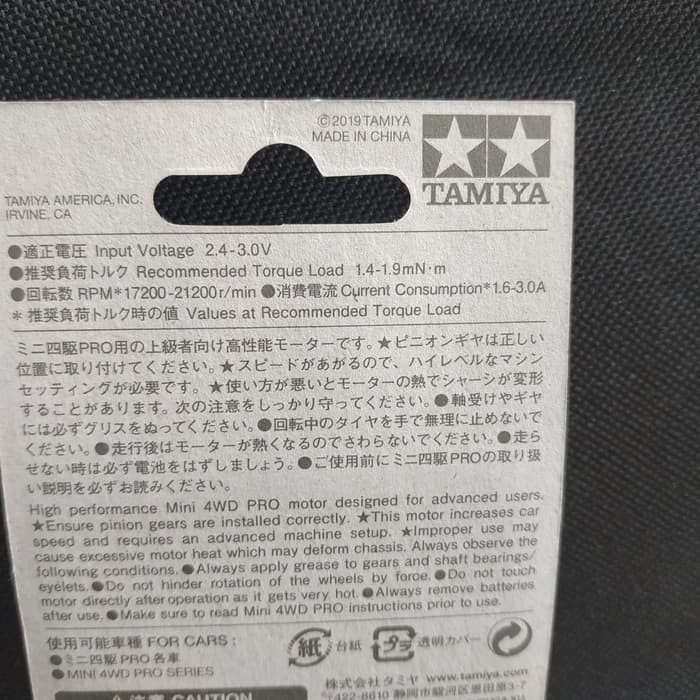 ©2019 TAMIYA
MADE IN CHINA
TAMIYA
TAMIYA AMERICA, INC.
IRVINE, CA
●適正電圧 Input Voltage 2.4-3.0V
●推奨負荷トルク Recommended Torque Load 1.4-1.9mN·m
●回転数 RPM*17200-21200r/min ●消費電流 Current Consumption*1.6-3.0A
* 推奨負荷トルク時の値 Values at Recommended Torque Load
ミニ四駆PRO用の上級者向け高性能モーターです。★ピニオンギヤは正しい
位置に取り付けてください。★スピードがあがるので、ハイレベルなマシン
セッティングが必要です。★使い方が悪いとモーターの熱でシャーシが変形
することがあります。次の注意をしっかり守ってください。●軸受けやギヤ
には必ずグリスをぬってください。●回転中のタイヤを手で無理に止めないで
ください。●走行後はモーターが熱くなるのでさわらないでください。●走ら
せない時は必ず電池をはずしましょう。●ご使用前にミニ四駆PROの取り扱
い説明を必ずお読みください。
High performance Mini 4WD PRO motor designed for advanced users.
★Ensure pinion gears are installed correctly. ★This motor increases car
speed and requires an advanced machine setup. ★Improper use may
cause excessive motor heat which may deform chassis. Always observe the
following conditions. ●Always apply grease to gears and shaft bearings/
eyelets. ●Do not hinder rotation of the wheels by force. ●Do not touch
motor directly after operation as it gets very hot. ●Always remove batteries
after use. ●Make sure to read Mini 4WD PRO instructions prior to use.
使用可能車種 FOR CARS :
●ミニ四駆PRO各車
●MINI 4WD PRO SERIES
紙 台紙 プラ 透明カバー
株式会社タミヤ www.tamiya.com
〒422-8610 静岡市駿河区恩田原3-7
注意 CAUTION